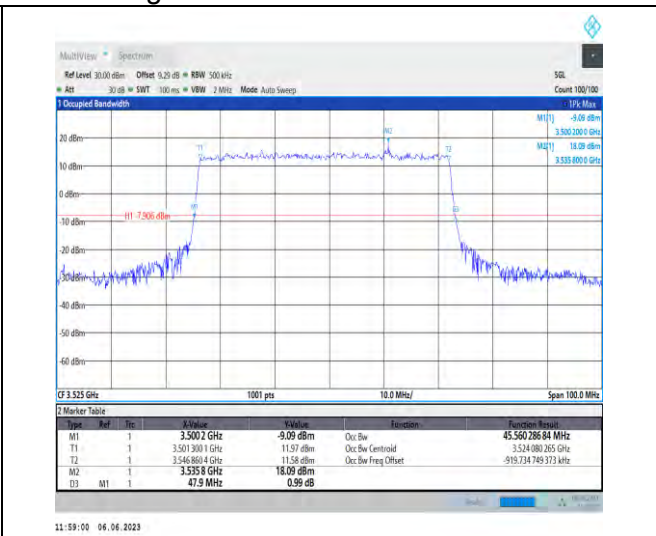 MultiView Spectrum
Ref Level 30.00 dBm Offset 9.29 dB RBW 500 kHz SGL
Att 30 dB SWT 100 ms VBW 2 MHz Mode Auto Sweep Count 100/100
1 Occupied Bandwidth 1Pk Max
M1[1] -9.09 dBm
3.500 200 0 GHz
M2[1] 18.09 dBm
3.535 800 0 GHz
20 dBm
M2
T1
T2
10 dBm
0 dBm
M1
D3
H1 -7.906 dBm
-10 dBm
-20 dBm
-30 dBm
-40 dBm
-50 dBm
-60 dBm
CF 3.525 GHz 1001 pts 10.0 MHz/ Span 100.0 MHz
2 Marker Table
Type Ref Trc X-Value Y-Value Function Function Result
M1 1 3.500 2 GHz -9.09 dBm Occ Bw 45.560 286 84 MHz
T1 1 3.501 300 1 GHz 11.97 dBm Occ Bw Centroid 3.524 080 265 GHz
T2 1 3.546 860 4 GHz 11.58 dBm Occ Bw Freq Offset -919.734 749 373 kHz
M2 1 3.535 8 GHz 18.09 dBm
D3 M1 1 47.9 MHz 0.99 dB
11:59:00 06.06.2023